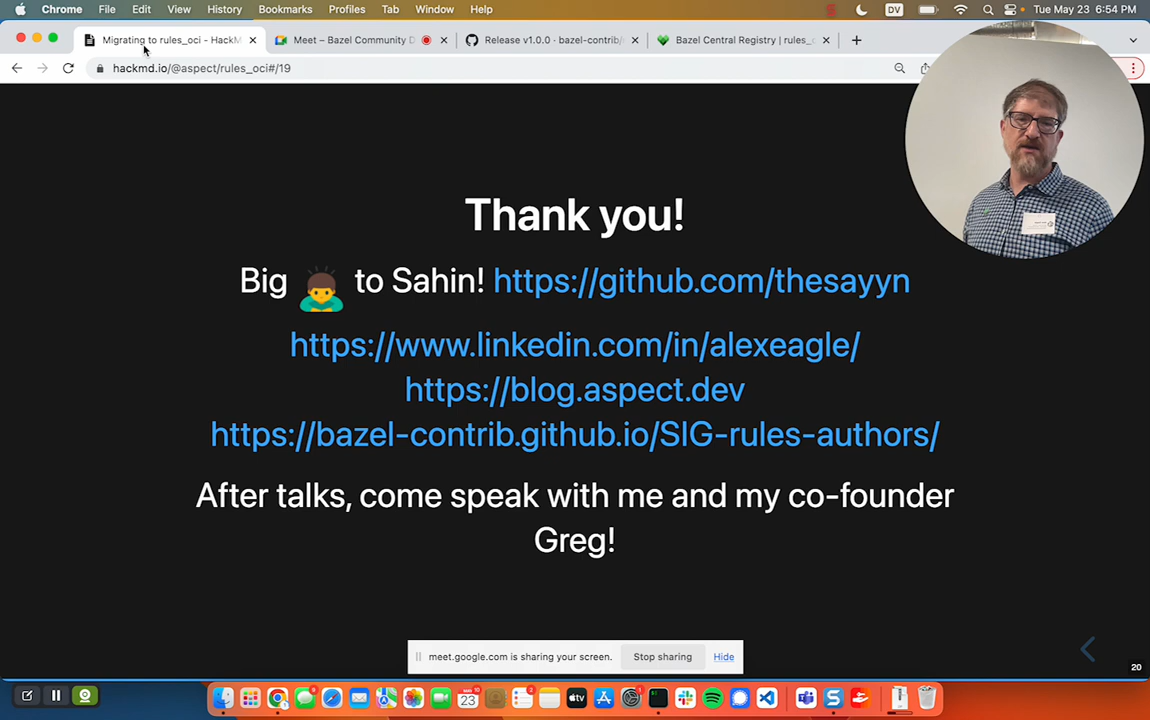 Chrome File Edit View History Bookmarks Profiles Tab Window Help
DV
Tue May 23 6:54 PM
Migrating to rules_oci - HackM
Meet – Bazel Community D
Release v1.0.0 · bazel-contrib/
Bazel Central Registry | rules_
hackmd.io/@aspect/rules_oci#/19
Thank you!
Big to Sahin! https://github.com/thesayyn
https://www.linkedin.com/in/alexeagle/
https://blog.aspect.dev
https://bazel-contrib.github.io/SIG-rules-authors/
After talks, come speak with me and my co-founder
Greg!
meet.google.com is sharing your screen.
Stop sharing
Hide
20